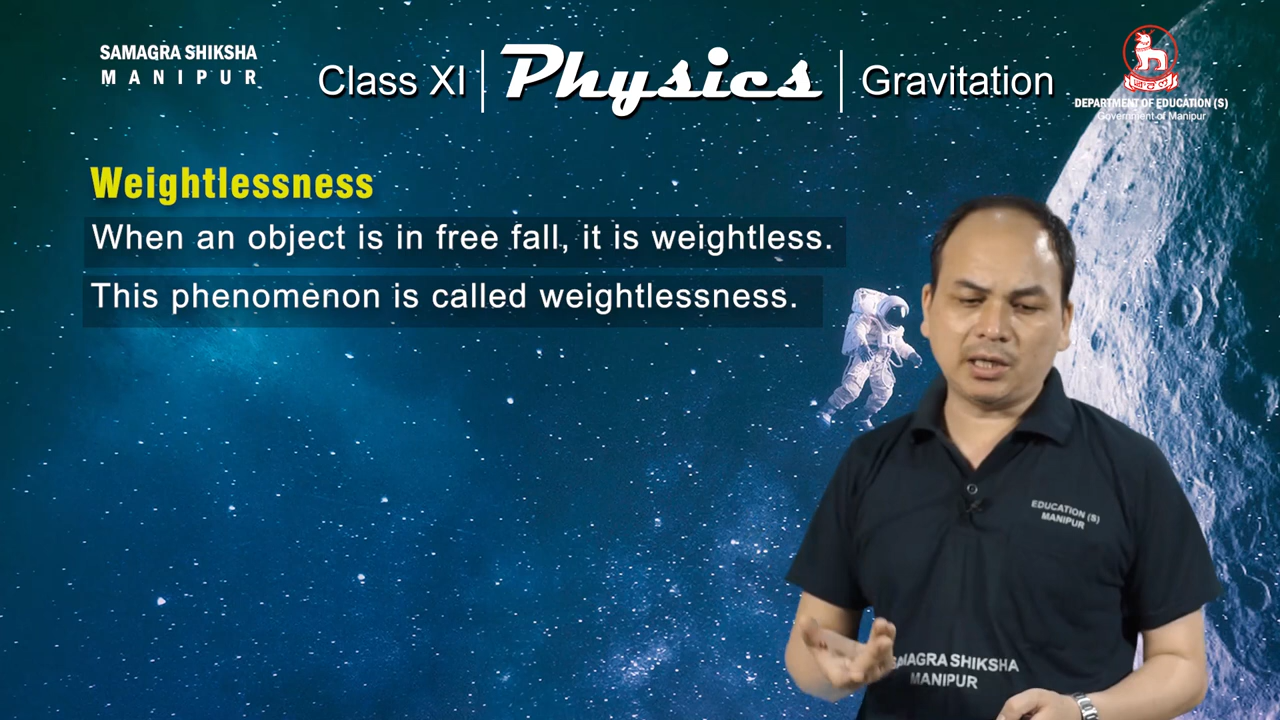 SAMAGRA SHIKSHA
MANIPUR
Class XI
Physics
Gravitation
DEPARTMENT OF EDUCATION (S)
Government of Manipur
Weightlessness
When an object is in free fall, it is weightless.
This phenomenon is called weightlessness.
EDUCATION (S)
MANIPUR
SAMAGRA SHIKSHA
MANIPUR